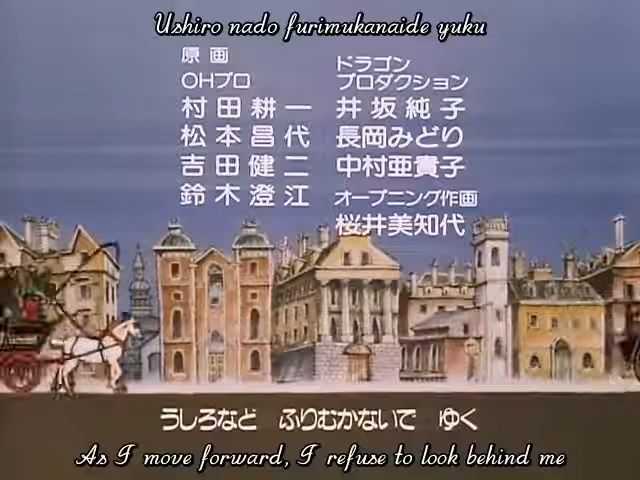 Ushiro nado furimukanaide yuku
原画
OHプロ
村田耕一
松本昌代
吉田健二
鈴木澄江
ドラゴン
プロダクション
井坂純子
長岡みどり
中村亜貴子
オープニング作画
桜井美知代
うしろなど ふりむかないで ゆく
As I move forward, I refuse to look behind me